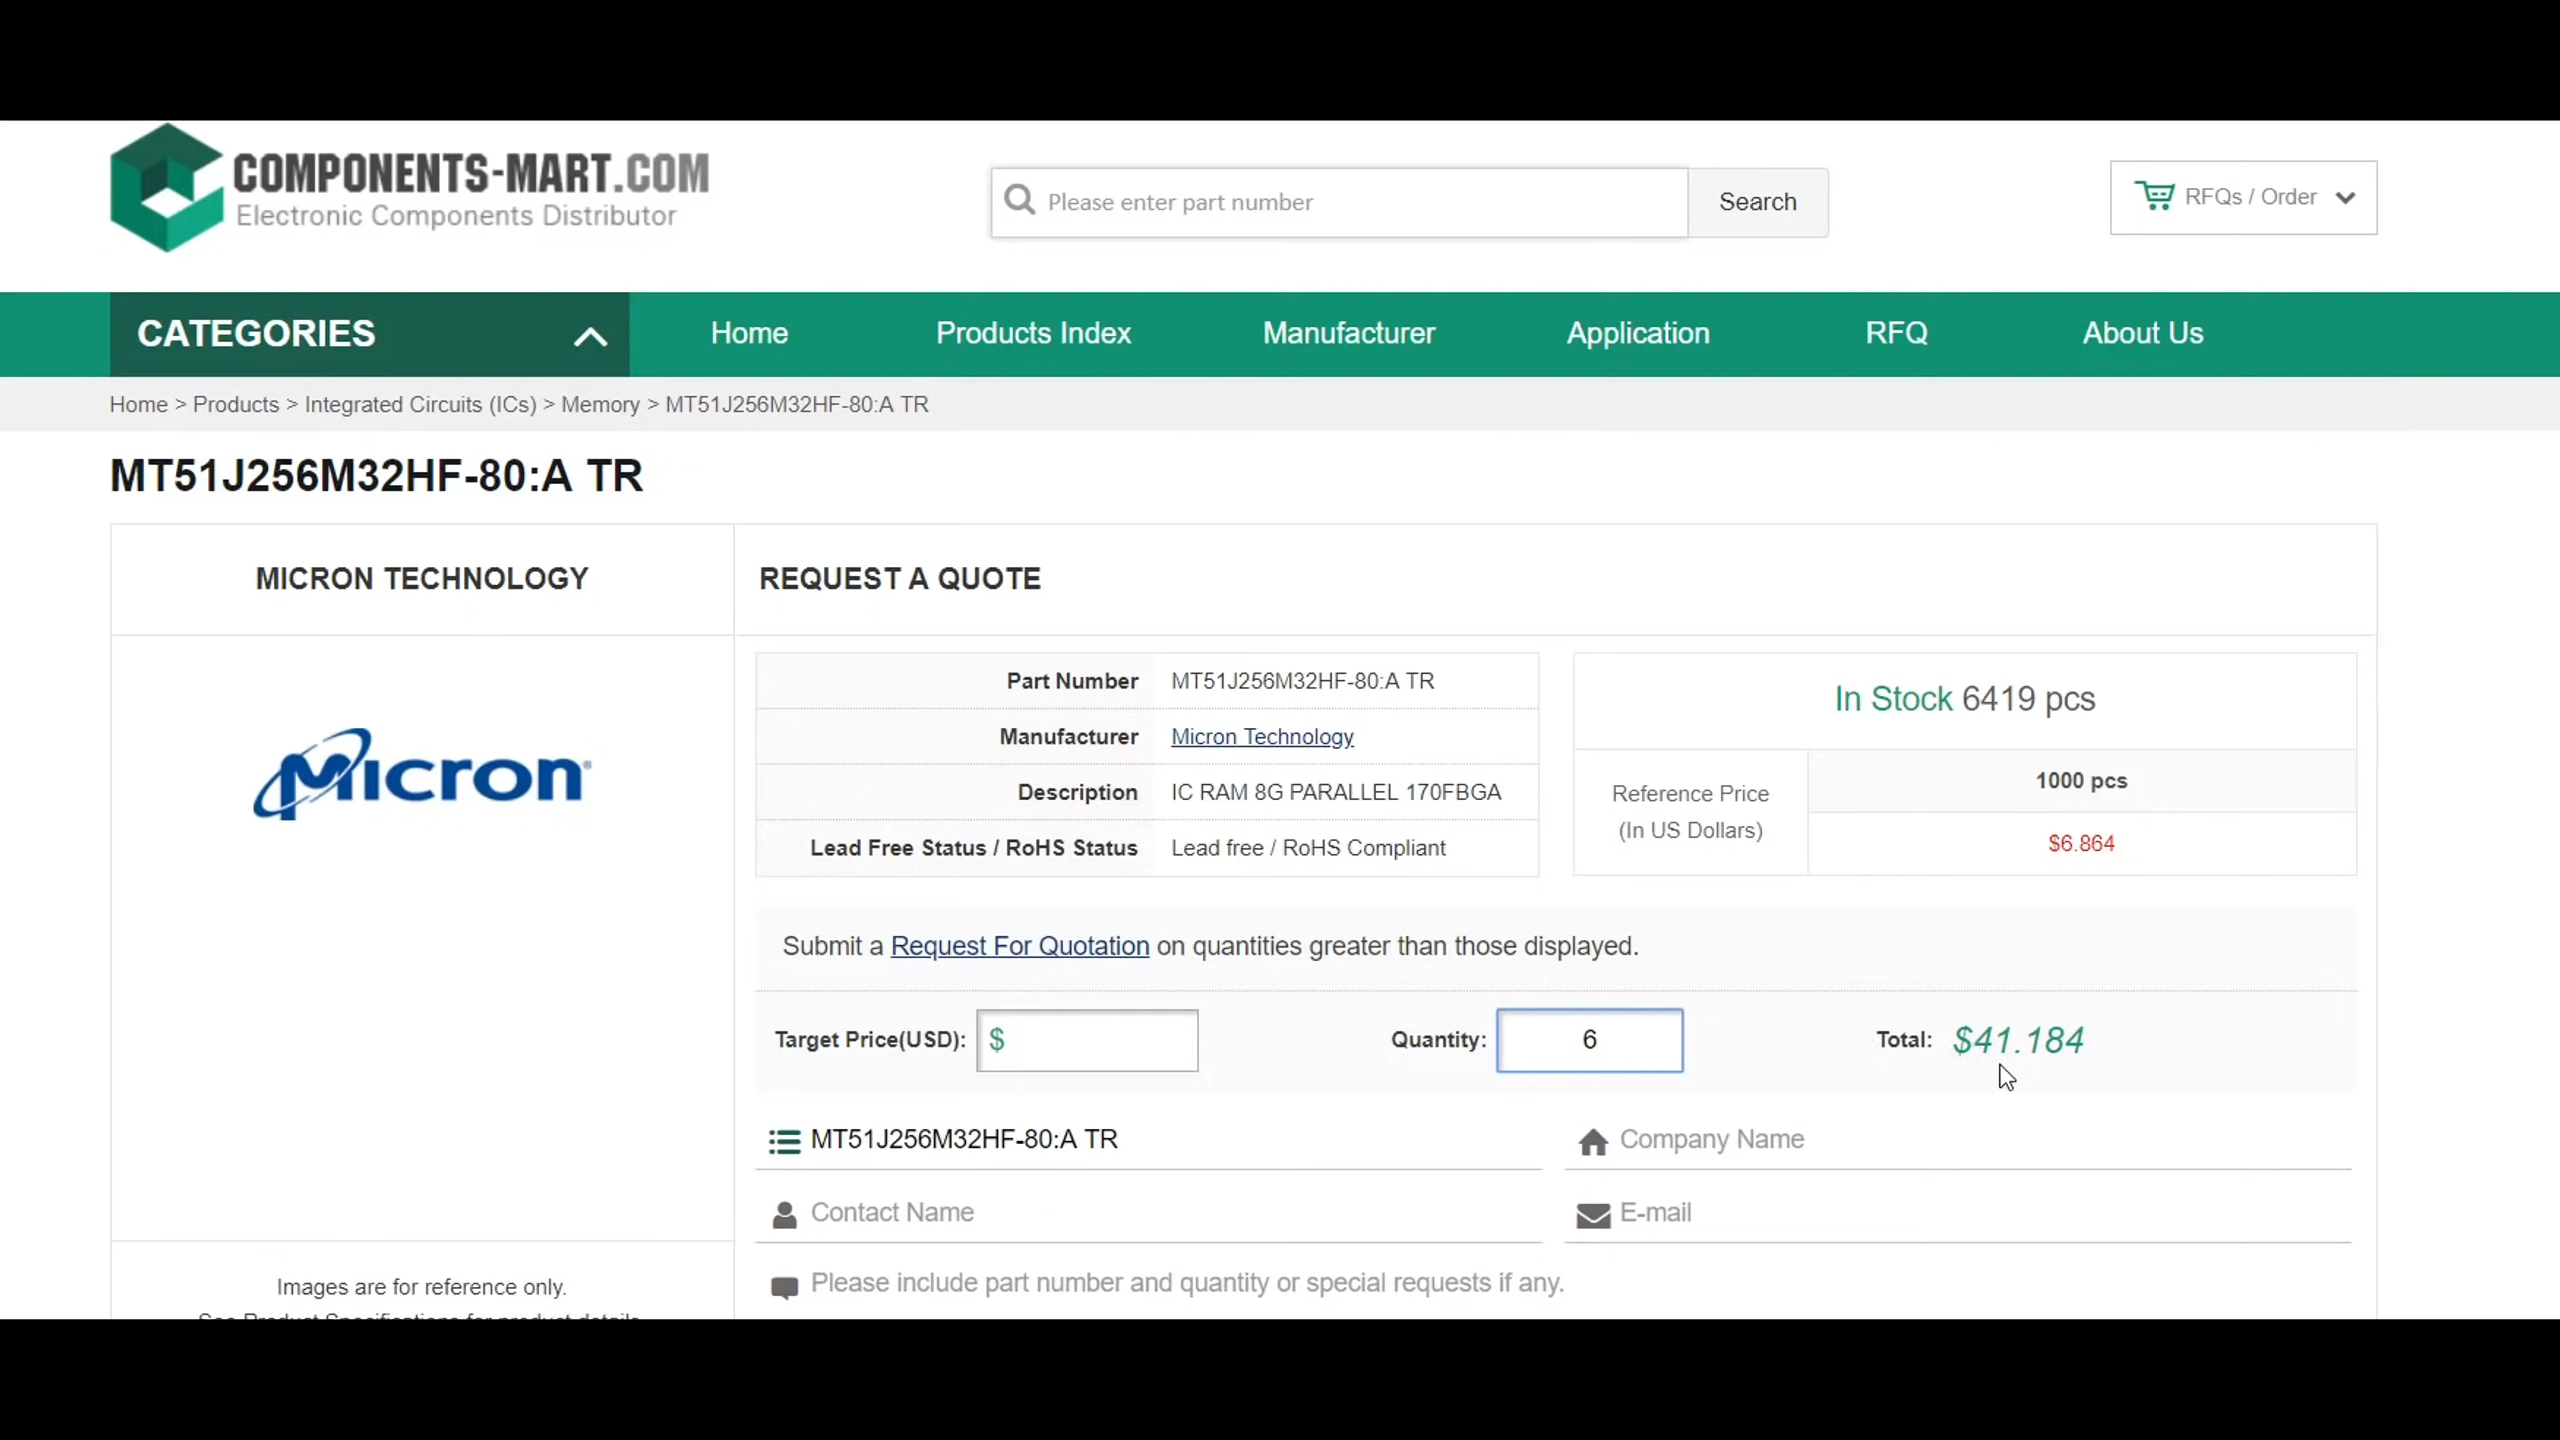 COMPONENTS-MART.COM
Electronic Components Distributor
Please enter part number
Search
RFQs / Order
CATEGORIES
Home
Products Index
Manufacturer
Application
RFQ
About Us
Home > Products > Integrated Circuits (ICs) > Memory > MT51J256M32HF-80:A TR
MT51J256M32HF-80:A TR
MICRON TECHNOLOGY
Micron
Images are for reference only.
See Product Specifications for product details
REQUEST A QUOTE
Part Number MT51J256M32HF-80:A TR
Manufacturer Micron Technology
Description IC RAM 8G PARALLEL 170FBGA
Lead Free Status / RoHS Status Lead free / RoHS Compliant
In Stock 6419 pcs
Reference Price
(In US Dollars)
1000 pcs
$6.864
Submit a Request For Quotation on quantities greater than those displayed.
Target Price(USD): $
Quantity: 6
Total: $41.184
MT51J256M32HF-80:A TR
Company Name
Contact Name
E-mail
Please include part number and quantity or special requests if any.